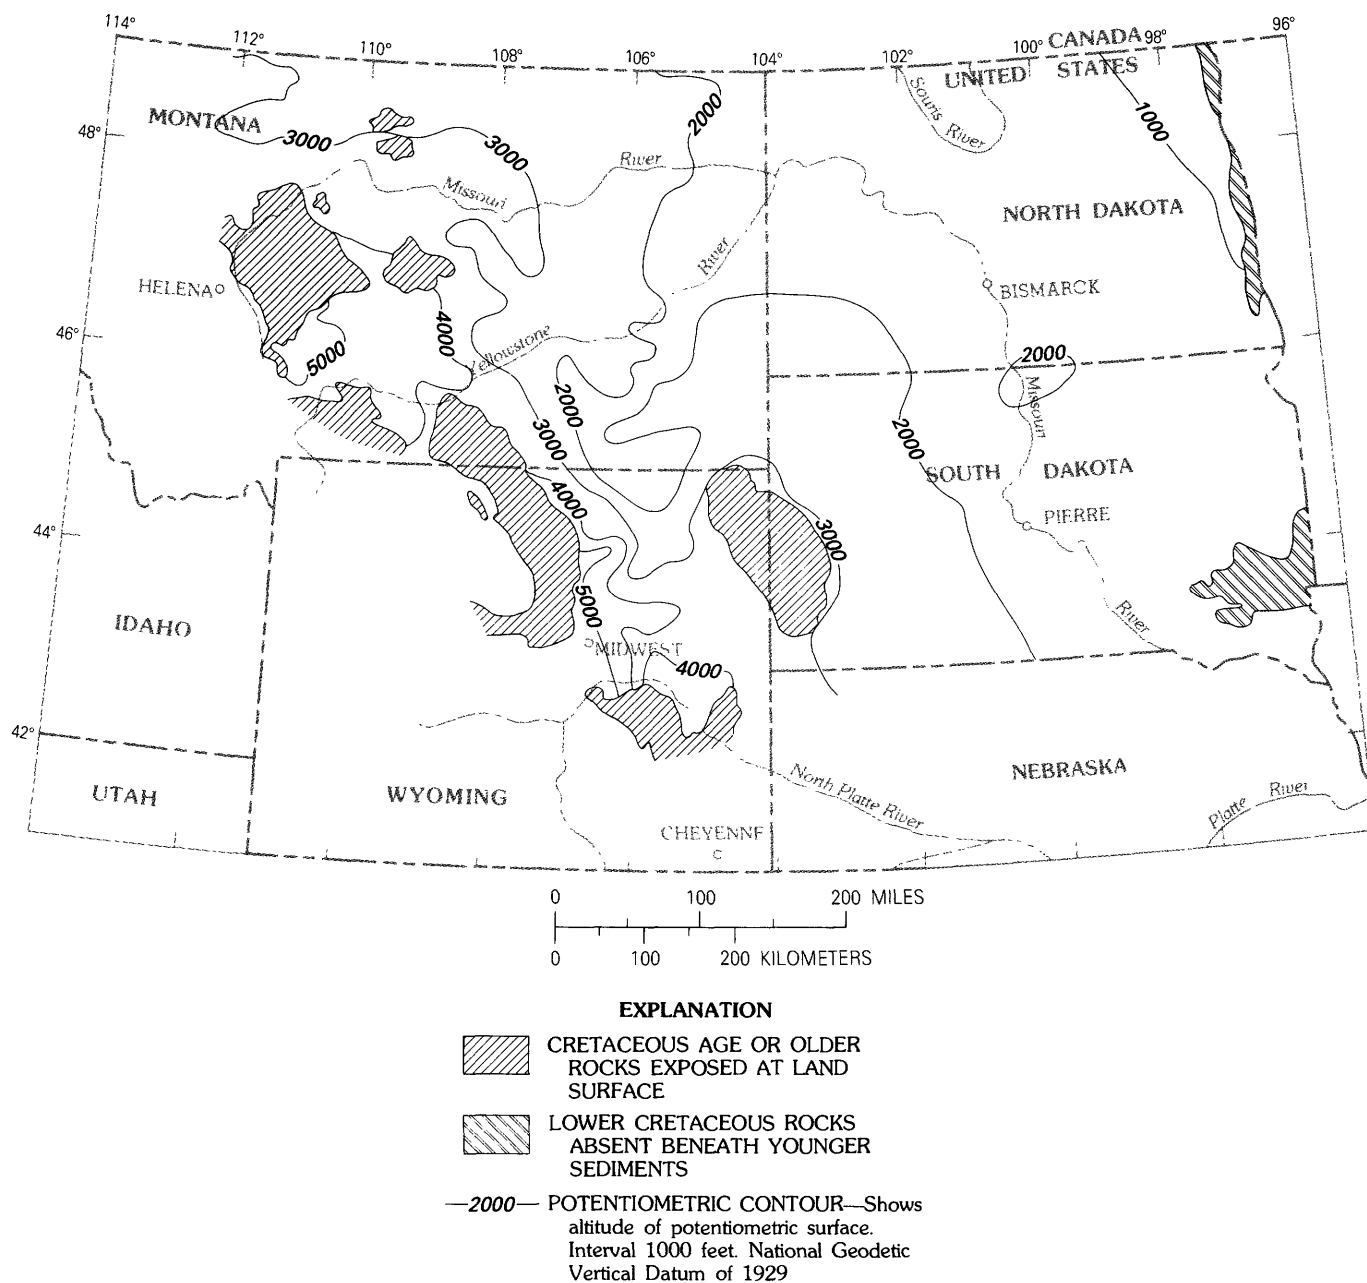 114°
112°
110°
108°
106°
104°
102°
100°
98°
96°
CANADA
UNITED STATES
MONTANA
3000
3000
2000
48°
River
Missouri
Souris River
1000
NORTH DAKOTA
HELENA
River
BISMARCK
46°
5000
4000
Yellowstone
2000
2000
Missouri
3000
2000
SOUTH DAKOTA
4000
3000
PIERRE
44°
5000
IDAHO
River
MIDWEST
4000
42°
UTAH
WYOMING
NEBRASKA
North Platte River
Platte River
CHEYENNE
0 100 200 MILES
0 100 200 KILOMETERS
EXPLANATION
CRETACEOUS AGE OR OLDER
ROCKS EXPOSED AT LAND
SURFACE
LOWER CRETACEOUS ROCKS
ABSENT BENEATH YOUNGER
SEDIMENTS
—2000— POTENTIOMETRIC CONTOUR—Shows
altitude of potentiometric surface.
Interval 1000 feet. National Geodetic
Vertical Datum of 1929